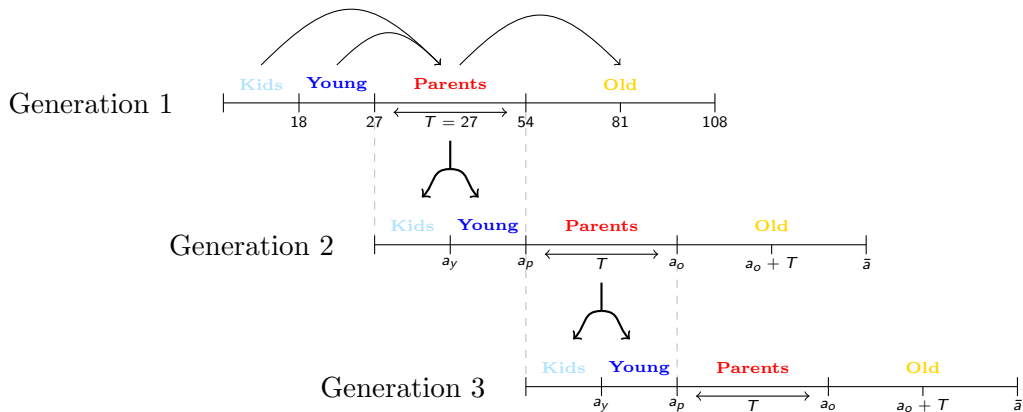 Kids Young Parents Old
Generation 1
18 27 T = 27 54 81 108
Kids Young Parents Old
Generation 2
a_y a_p T a_o a_o + T ā
Kids Young Parents Old
Generation 3
a_y a_p T a_o a_o + T ā